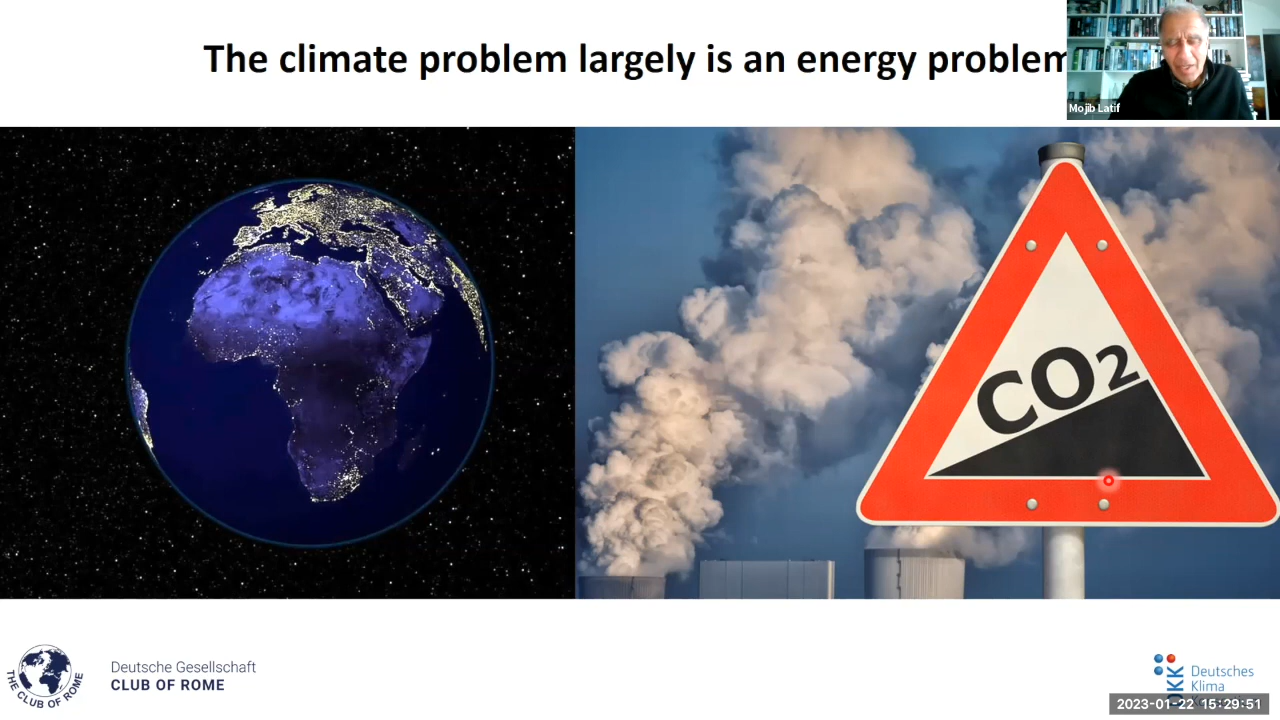 The climate problem largely is an energy problem
Mojib Latif
CO2
THE CLUB OF ROME
Deutsche Gesellschaft
CLUB OF ROME
DKK
Deutsches
Klima
2023-01-22 15:29:51